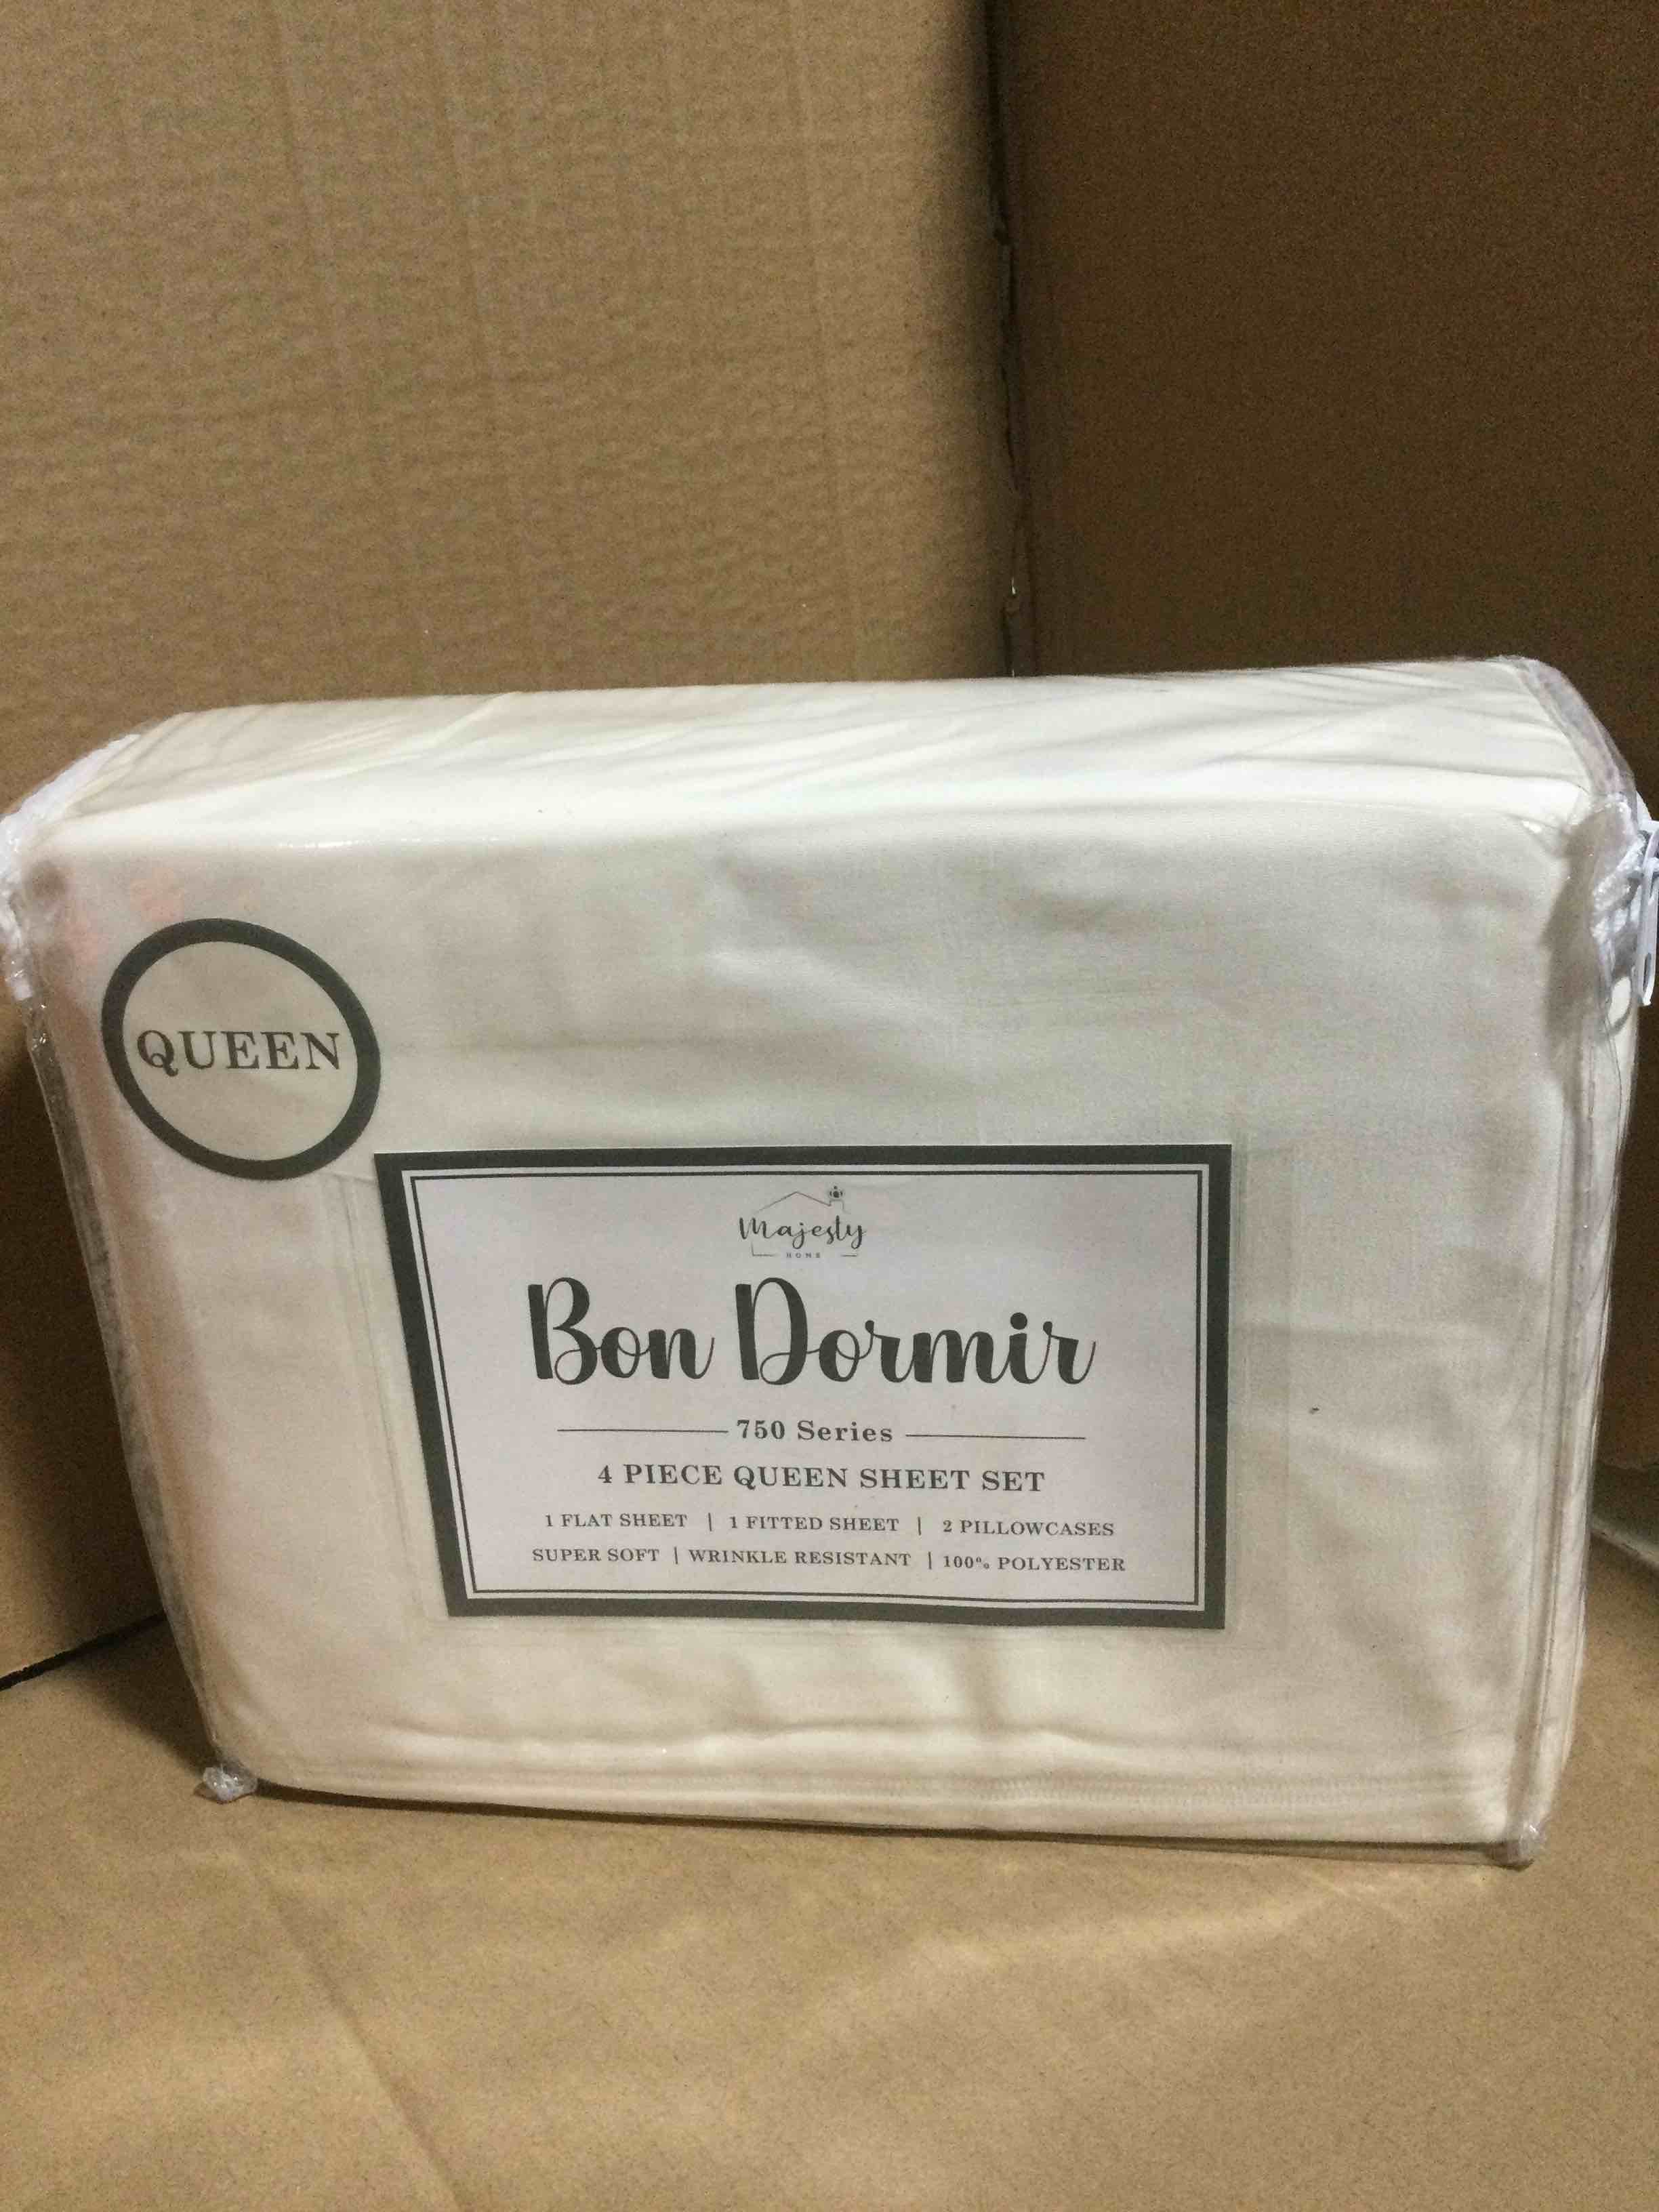 QUEEN
Majesty
HOME
Bon Dormir
750 Series
4 PIECE QUEEN SHEET SET
1 FLAT SHEET | 1 FITTED SHEET | 2 PILLOWCASES
SUPER SOFT | WRINKLE RESISTANT | 100% POLYESTER